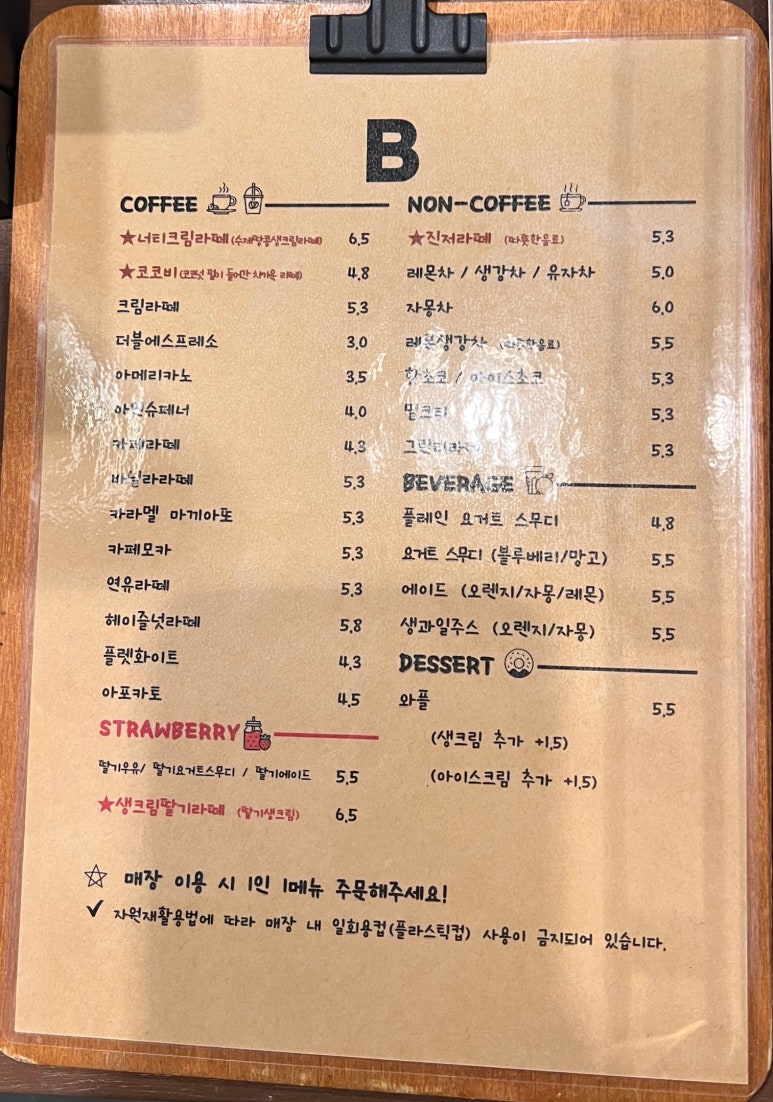 B
COFFEE
★너티크림라떼 (수제땅콩생크림라떼) 6.5
★코코비 (코코넛 펄이 들어간 차가운 라떼) 4.8
크림라떼 5.3
더블에스프레소 3.0
아메리카노 3.5
아인슈페너 4.0
카페라떼 4.3
바닐라라떼 5.3
카라멜 마끼아또 5.3
카페모카 5.3
연유라떼 5.3
헤이즐넛라떼 5.8
플렛화이트 4.3
아포카토 4.5
STRAWBERRY
딸기우유/ 딸기요거트스무디 / 딸기에이드 5.5
★생크림딸기라떼 (딸기생크림) 6.5
NON-COFFEE
★진저라떼 (따뜻한음료) 5.3
레몬차 / 생강차 / 유자차 5.0
자몽차 6.0
레몬생강차 (따뜻한음료) 5.5
핫초코 / 아이스초코 5.3
밀크티 5.3
그린티라떼 5.3
BEVERAGE
플레인 요거트 스무디 4.8
요거트 스무디 (블루베리/망고) 5.5
에이드 (오렌지/자몽/레몬) 5.5
생과일주스 (오렌지/자몽) 5.5
DESSERT
와플 5.5
(생크림 추가 +1.5)
(아이스크림 추가 +1.5)
☆ 매장 이용 시 1인 1메뉴 주문해주세요!
✓ 자원재활용법에 따라 매장 내 일회용컵(플라스틱컵) 사용이 금지되어 있습니다.